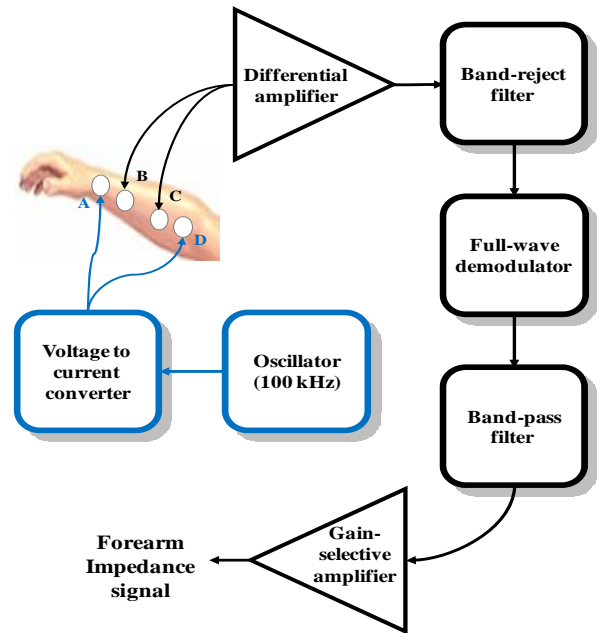 Differential
amplifier
Band-reject
filter
B
C
A
D
Full-wave
demodulator
Voltage to
current
converter
Oscillator
(100 kHz)
Band-pass
filter
Gain-
selective
amplifier
Forearm
Impedance
signal